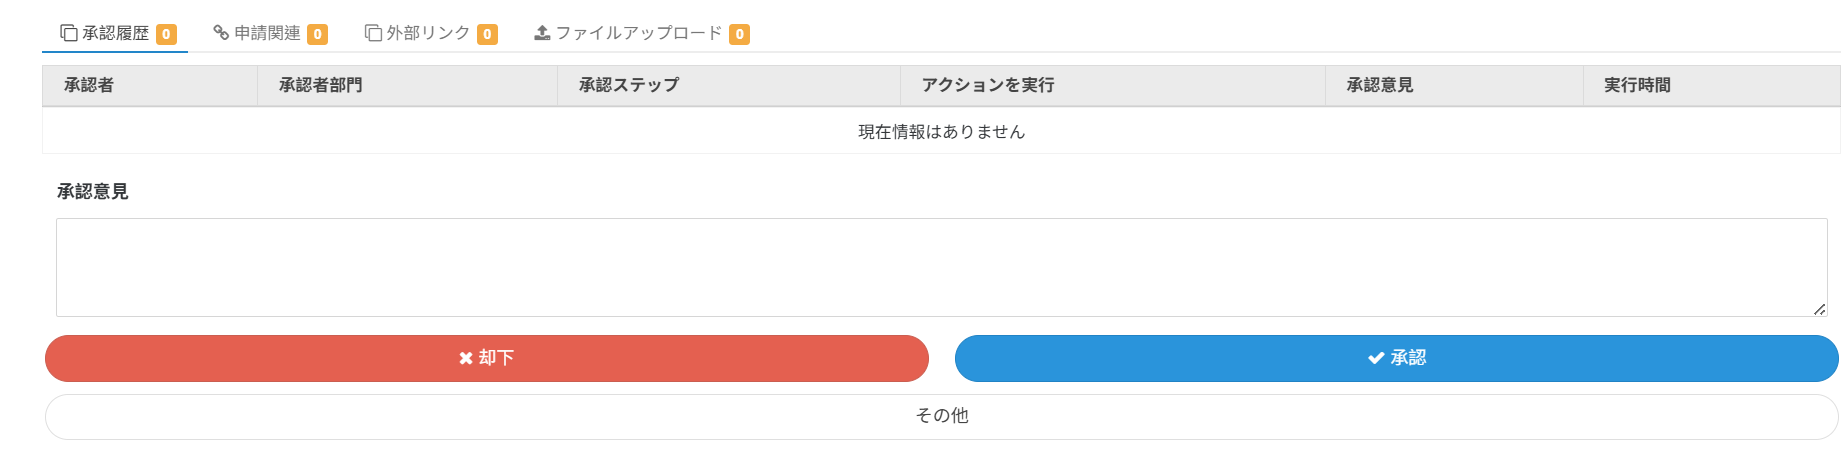 承認履歴 0 申請関連 0 外部リンク 0 ファイルアップロード 0
承認者 承認者部門 承認ステップ アクションを実行 承認意見 実行時間
現在情報はありません
承認意見
却下 承認
その他